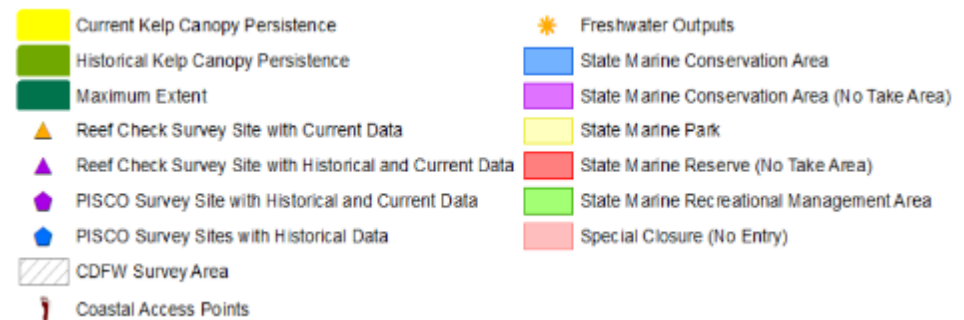 Current Kelp Canopy Persistence
Historical Kelp Canopy Persistence
Maximum Extent
Reef Check Survey Site with Current Data
Reef Check Survey Site with Historical and Current Data
PISCO Survey Site with Historical and Current Data
PISCO Survey Sites with Historical Data
CDFW Survey Area
Coastal Access Points
Freshwater Outputs
State Marine Conservation Area
State Marine Conservation Area (No Take Area)
State Marine Park
State Marine Reserve (No Take Area)
State Marine Recreational Management Area
Special Closure (No Entry)